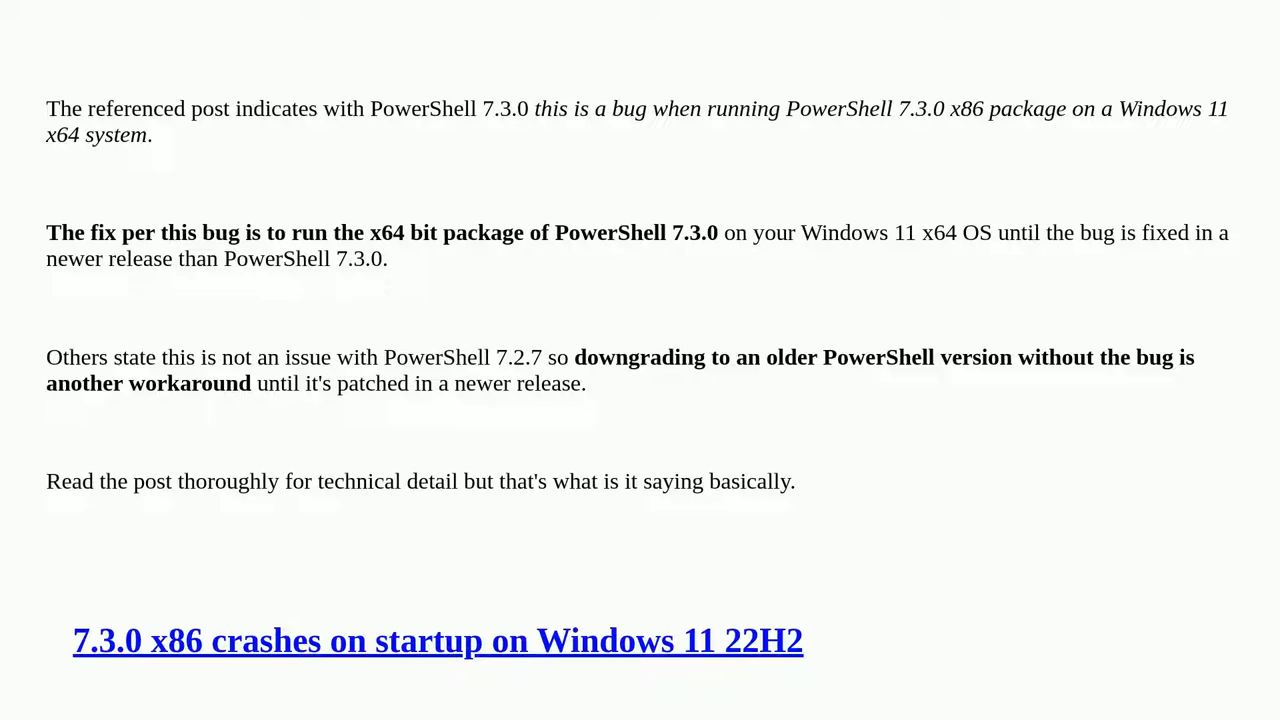 The referenced post indicates with PowerShell 7.3.0 this is a bug when running PowerShell 7.3.0 x86 package on a Windows 11
x64 system.
The fix per this bug is to run the x64 bit package of PowerShell 7.3.0 on your Windows 11 x64 OS until the bug is fixed in a
newer release than PowerShell 7.3.0.
Others state this is not an issue with PowerShell 7.2.7 so downgrading to an older PowerShell version without the bug is
another workaround until it's patched in a newer release.
Read the post thoroughly for technical detail but that's what is it saying basically.
7.3.0 x86 crashes on startup on Windows 11 22H2